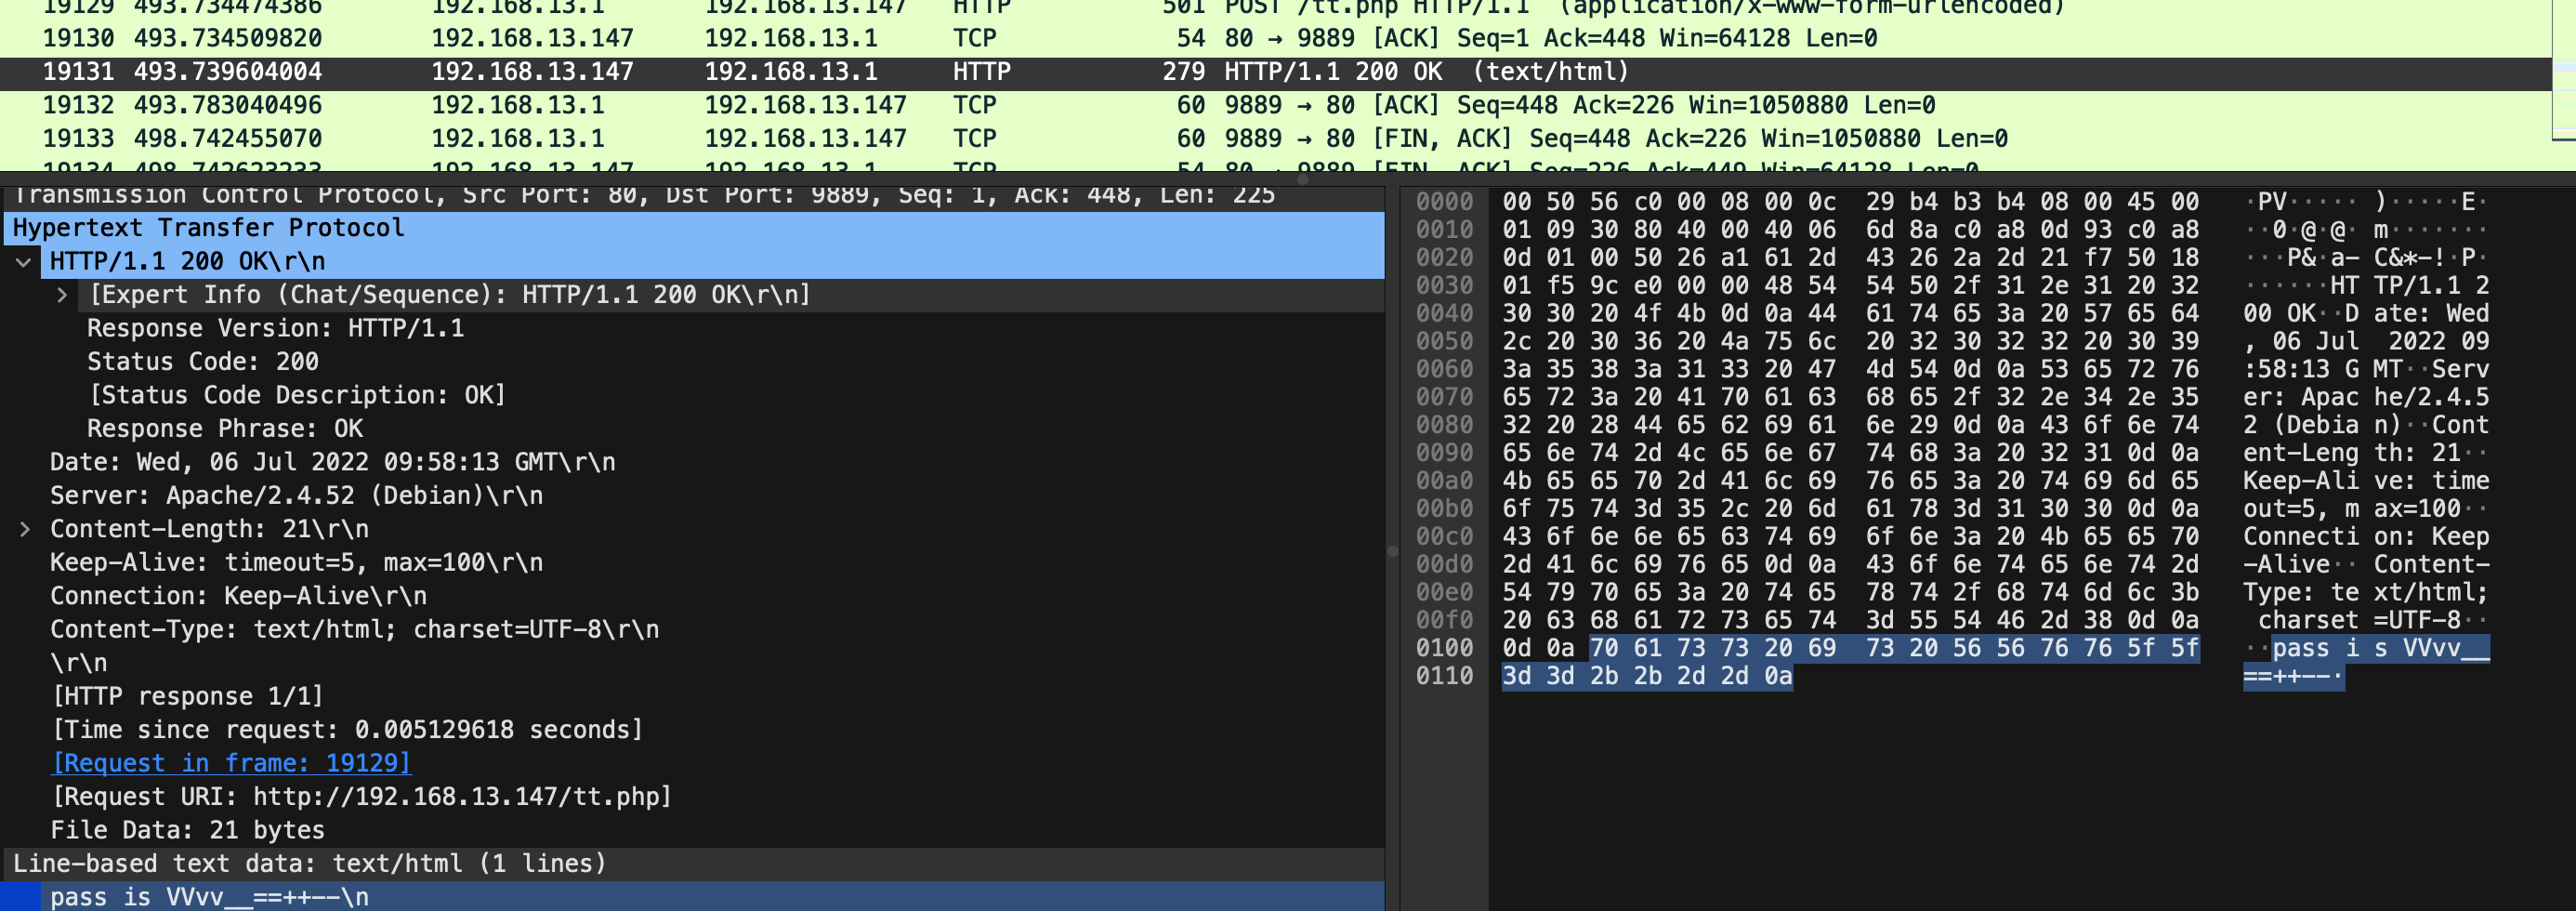 19129 493.734474386 192.168.13.1 192.168.13.147 HTTP 501 POST /tt.php HTTP/1.1 (application/x-www-form-urlencoded)
19130 493.734509820 192.168.13.147 192.168.13.1 TCP 54 80 → 9889 [ACK] Seq=1 Ack=448 Win=64128 Len=0
19131 493.739604004 192.168.13.147 192.168.13.1 HTTP 279 HTTP/1.1 200 OK (text/html)
19132 493.783040496 192.168.13.1 192.168.13.147 TCP 60 9889 → 80 [ACK] Seq=448 Ack=226 Win=1050880 Len=0
19133 498.742455070 192.168.13.1 192.168.13.147 TCP 60 9889 → 80 [FIN, ACK] Seq=448 Ack=226 Win=1050880 Len=0
19134 498.742623233 192.168.13.147 192.168.13.1 TCP 54 80 → 9889 [FIN, ACK] Seq=226 Ack=449 Win=64128 Len=0
Transmission Control Protocol, Src Port: 80, Dst Port: 9889, Seq: 1, Ack: 448, Len: 225
Hypertext Transfer Protocol
HTTP/1.1 200 OK\r\n
[Expert Info (Chat/Sequence): HTTP/1.1 200 OK\r\n]
Response Version: HTTP/1.1
Status Code: 200
[Status Code Description: OK]
Response Phrase: OK
Date: Wed, 06 Jul 2022 09:58:13 GMT\r\n
Server: Apache/2.4.52 (Debian)\r\n
Content-Length: 21\r\n
Keep-Alive: timeout=5, max=100\r\n
Connection: Keep-Alive\r\n
Content-Type: text/html; charset=UTF-8\r\n
\r\n
[HTTP response 1/1]
[Time since request: 0.005129618 seconds]
[Request in frame: 19129]
[Request URI: http://192.168.13.147/tt.php]
File Data: 21 bytes
Line-based text data: text/html (1 lines)
pass is VVvv__==++--\n
0000 00 50 56 c0 00 08 00 0c 29 b4 b3 b4 08 00 45 00 ·PV·····)·····E·
0010 01 09 30 80 40 00 40 06 6d 8a c0 a8 0d 93 c0 a8 ··0·@·@·m·······
0020 0d 01 00 50 26 a1 61 2d 43 26 2a 2d 21 f7 50 18 ···P&·a-C&*-!·P·
0030 01 f5 9c e0 00 00 48 54 54 50 2f 31 2e 31 20 32 ······HT TP/1.1 2
0040 30 30 20 4f 4b 0d 0a 44 61 74 65 3a 20 57 65 64 00 OK··D ate: Wed
0050 2c 20 30 36 20 4a 75 6c 20 32 30 32 32 20 30 39 , 06 Jul 2022 09
0060 3a 35 38 3a 31 33 20 47 4d 54 0d 0a 53 65 72 76 :58:13 G MT··Serv
0070 65 72 3a 20 41 70 61 63 68 65 2f 32 2e 34 2e 35 er: Apac he/2.4.5
0080 32 20 28 44 65 62 69 61 6e 29 0d 0a 43 6f 6e 74 2 (Debia n)··Cont
0090 65 6e 74 2d 4c 65 6e 67 74 68 3a 20 32 31 0d 0a ent-Leng th: 21··
00a0 4b 65 65 70 2d 41 6c 69 76 65 3a 20 74 69 6d 65 Keep-Ali ve: time
00b0 6f 75 74 3d 35 2c 20 6d 61 78 3d 31 30 30 0d 0a out=5, m ax=100··
00c0 43 6f 6e 6e 65 63 74 69 6f 6e 3a 20 4b 65 65 70 Connecti on: Keep
00d0 2d 41 6c 69 76 65 0d 0a 43 6f 6e 74 65 6e 74 2d -Alive·· Content-
00e0 54 79 70 65 3a 20 74 65 78 74 2f 68 74 6d 6c 3b Type: te xt/html;
00f0 20 63 68 61 72 73 65 74 3d 55 54 46 2d 38 0d 0a charset =UTF-8··
0100 0d 0a 70 61 73 73 20 69 73 20 56 56 76 76 5f 5f ··pass i s VVvv__
0110 3d 3d 2b 2b 2d 2d 0a ==++--·